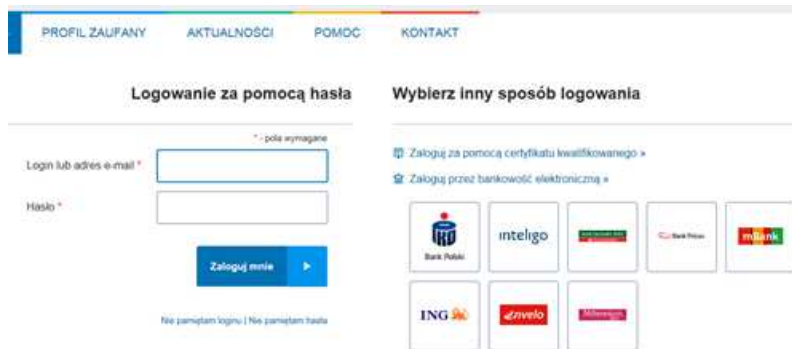 PROFIL ZAUFANY AKTUALNOŚCI POMOC KONTAKT
Logowanie za pomocą hasła
* - pola wymagane
Login lub adres e-mail *
Hasło *
Zaloguj mnie
Nie pamiętam loginu | Nie pamiętam hasła
Wybierz inny sposób logowania
Zaloguj za pomocą certyfikatu kwalifikowanego »
Zaloguj przez bankowość elektroniczną »
Bank Polski
inteligo
mBank
ING
envelo
Millennium